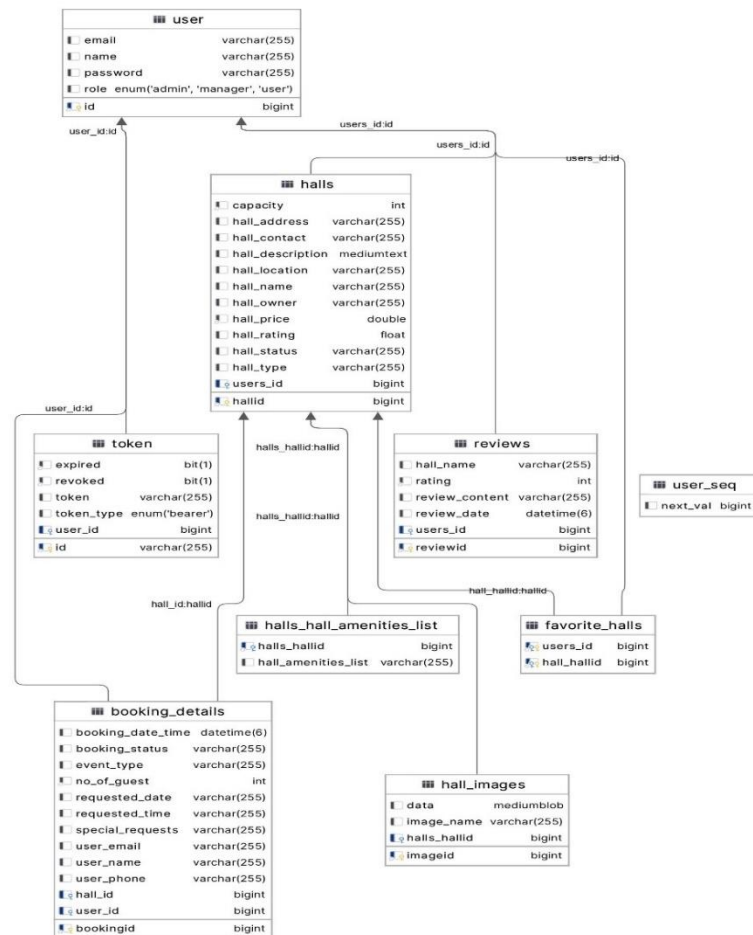 user
email varchar(255)
name varchar(255)
password varchar(255)
role enum('admin', 'manager', 'user')
id bigint
user_id:id
users_id:id
users_id:id
users_id:id
halls
capacity int
hall_address varchar(255)
hall_contact varchar(255)
hall_description mediumtext
hall_location varchar(255)
hall_name varchar(255)
hall_owner varchar(255)
hall_price double
hall_rating float
hall_status varchar(255)
hall_type varchar(255)
users_id bigint
hallid bigint
user_id:id
token
expired bit(1)
revoked bit(1)
token varchar(255)
token_type enum('bearer')
user_id bigint
id varchar(255)
halls_hallid:hallid
halls_hallid:hallid
reviews
hall_name varchar(255)
rating int
review_content varchar(255)
review_date datetime(6)
users_id bigint
reviewid bigint
user_seq
next_val bigint
hall_id:hallid
hall_hallid:hallid
halls_hall_amenities_list
halls_hallid bigint
hall_amenities_list varchar(255)
favorite_halls
users_id bigint
hall_hallid bigint
booking_details
booking_date_time datetime(6)
booking_status varchar(255)
event_type varchar(255)
no_of_guest int
requested_date varchar(255)
requested_time varchar(255)
special_requests varchar(255)
user_email varchar(255)
user_name varchar(255)
user_phone varchar(255)
hall_id bigint
user_id bigint
bookingid bigint
hall_images
data mediumblob
image_name varchar(255)
halls_hallid bigint
imageid bigint